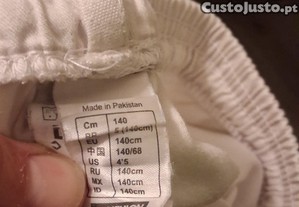 CustoJusto.pt
Made in Pakistan
Cm 140
(140cm)
EU 140cm
中国 140/68
US 4'5
RU 140cm
MX 140cm
ID 140cm